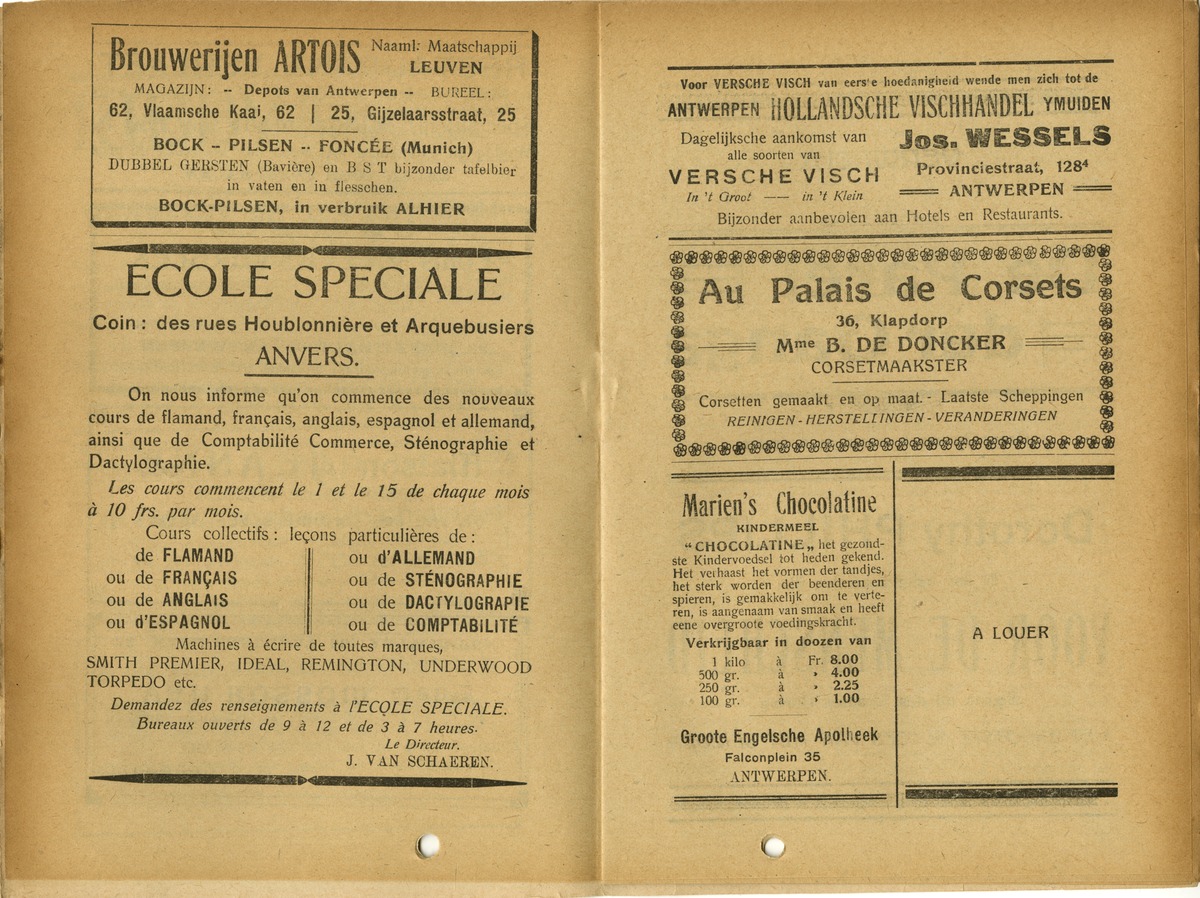 Brouwerijen ARTOIS Naaml: Maatschappij
LEUVEN
MAGAZIJN: -- Depots van Antwerpen -- BUREEL:
62, Vlaamsche Kaai, 62 | 25, Gijzelaarsstraat, 25
BOCK -- PILSEN -- FONCÉE (Munich)
DUBBEL GERSTEN (Bavière) en B S T bijzonder tafelbier
in vaten en in flesschen.
BOCK-PILSEN, in verbruik ALHIER
ECOLE SPECIALE
Coin: des rues Houblonnière et Arquebusiers
ANVERS.
On nous informe qu'on commence des nouveaux
cours de flamand, français, anglais, espagnol et allemand,
ainsi que de Comptabilité Commerce, Sténographie et
Dactylographie.
Les cours commencent le 1 et le 15 de chaque mois
à 10 frs. par mois.
Cours collectifs: leçons particulières de:
de FLAMAND ou d'ALLEMAND
ou de FRANÇAIS ou de STÉNOGRAPHIE
ou de ANGLAIS ou de DACTYLOGRAPIE
ou d'ESPAGNOL ou de COMPTABILITÉ
Machines à écrire de toutes marques,
SMITH PREMIER, IDEAL, REMINGTON, UNDERWOOD
TORPEDO etc.
Demandez des renseignements à l'ECOLE SPECIALE.
Bureaux ouverts de 9 à 12 et de 3 à 7 heures.
Le Directeur.
J. VAN SCHAEREN.
Voor VERSCHE VISCH van eerste hoedanigheid wende men zich tot de
ANTWERPEN HOLLANDSCHE VISCHHANDEL YMUIDEN
Dagelijksche aankomst van
alle soorten van
VERSCHE VISCH
In 't Groot —— in 't Klein
Jos. WESSELS
Provinciestraat, 128⁴
ANTWERPEN
Bijzonder aanbevolen aan Hotels en Restaurants.
Au Palais de Corsets
36, Klapdorp
Mme B. DE DONCKER
CORSETMAAKSTER
Corsetten gemaakt en op maat. - Laatste Scheppingen
REINIGEN - HERSTELLINGEN - VERANDERINGEN
Marien's Chocolatine
KINDERMEEL
“CHOCOLATINE„ het gezond-
ste Kindervoedsel tot heden gekend.
Het verhaast het vormen der tandjes,
het sterk worden der beenderen en
spieren, is gemakkelijk om te verte-
ren, is aangenaam van smaak en heeft
eene overgroote voedingskracht.
Verkrijgbaar in doozen van
1 kilo à Fr. 8.00
500 gr. à » 4.00
250 gr. à » 2.25
100 gr. à » 1.00
Groote Engelsche Apotheek
Falconplein 35
ANTWERPEN.
A LOUER